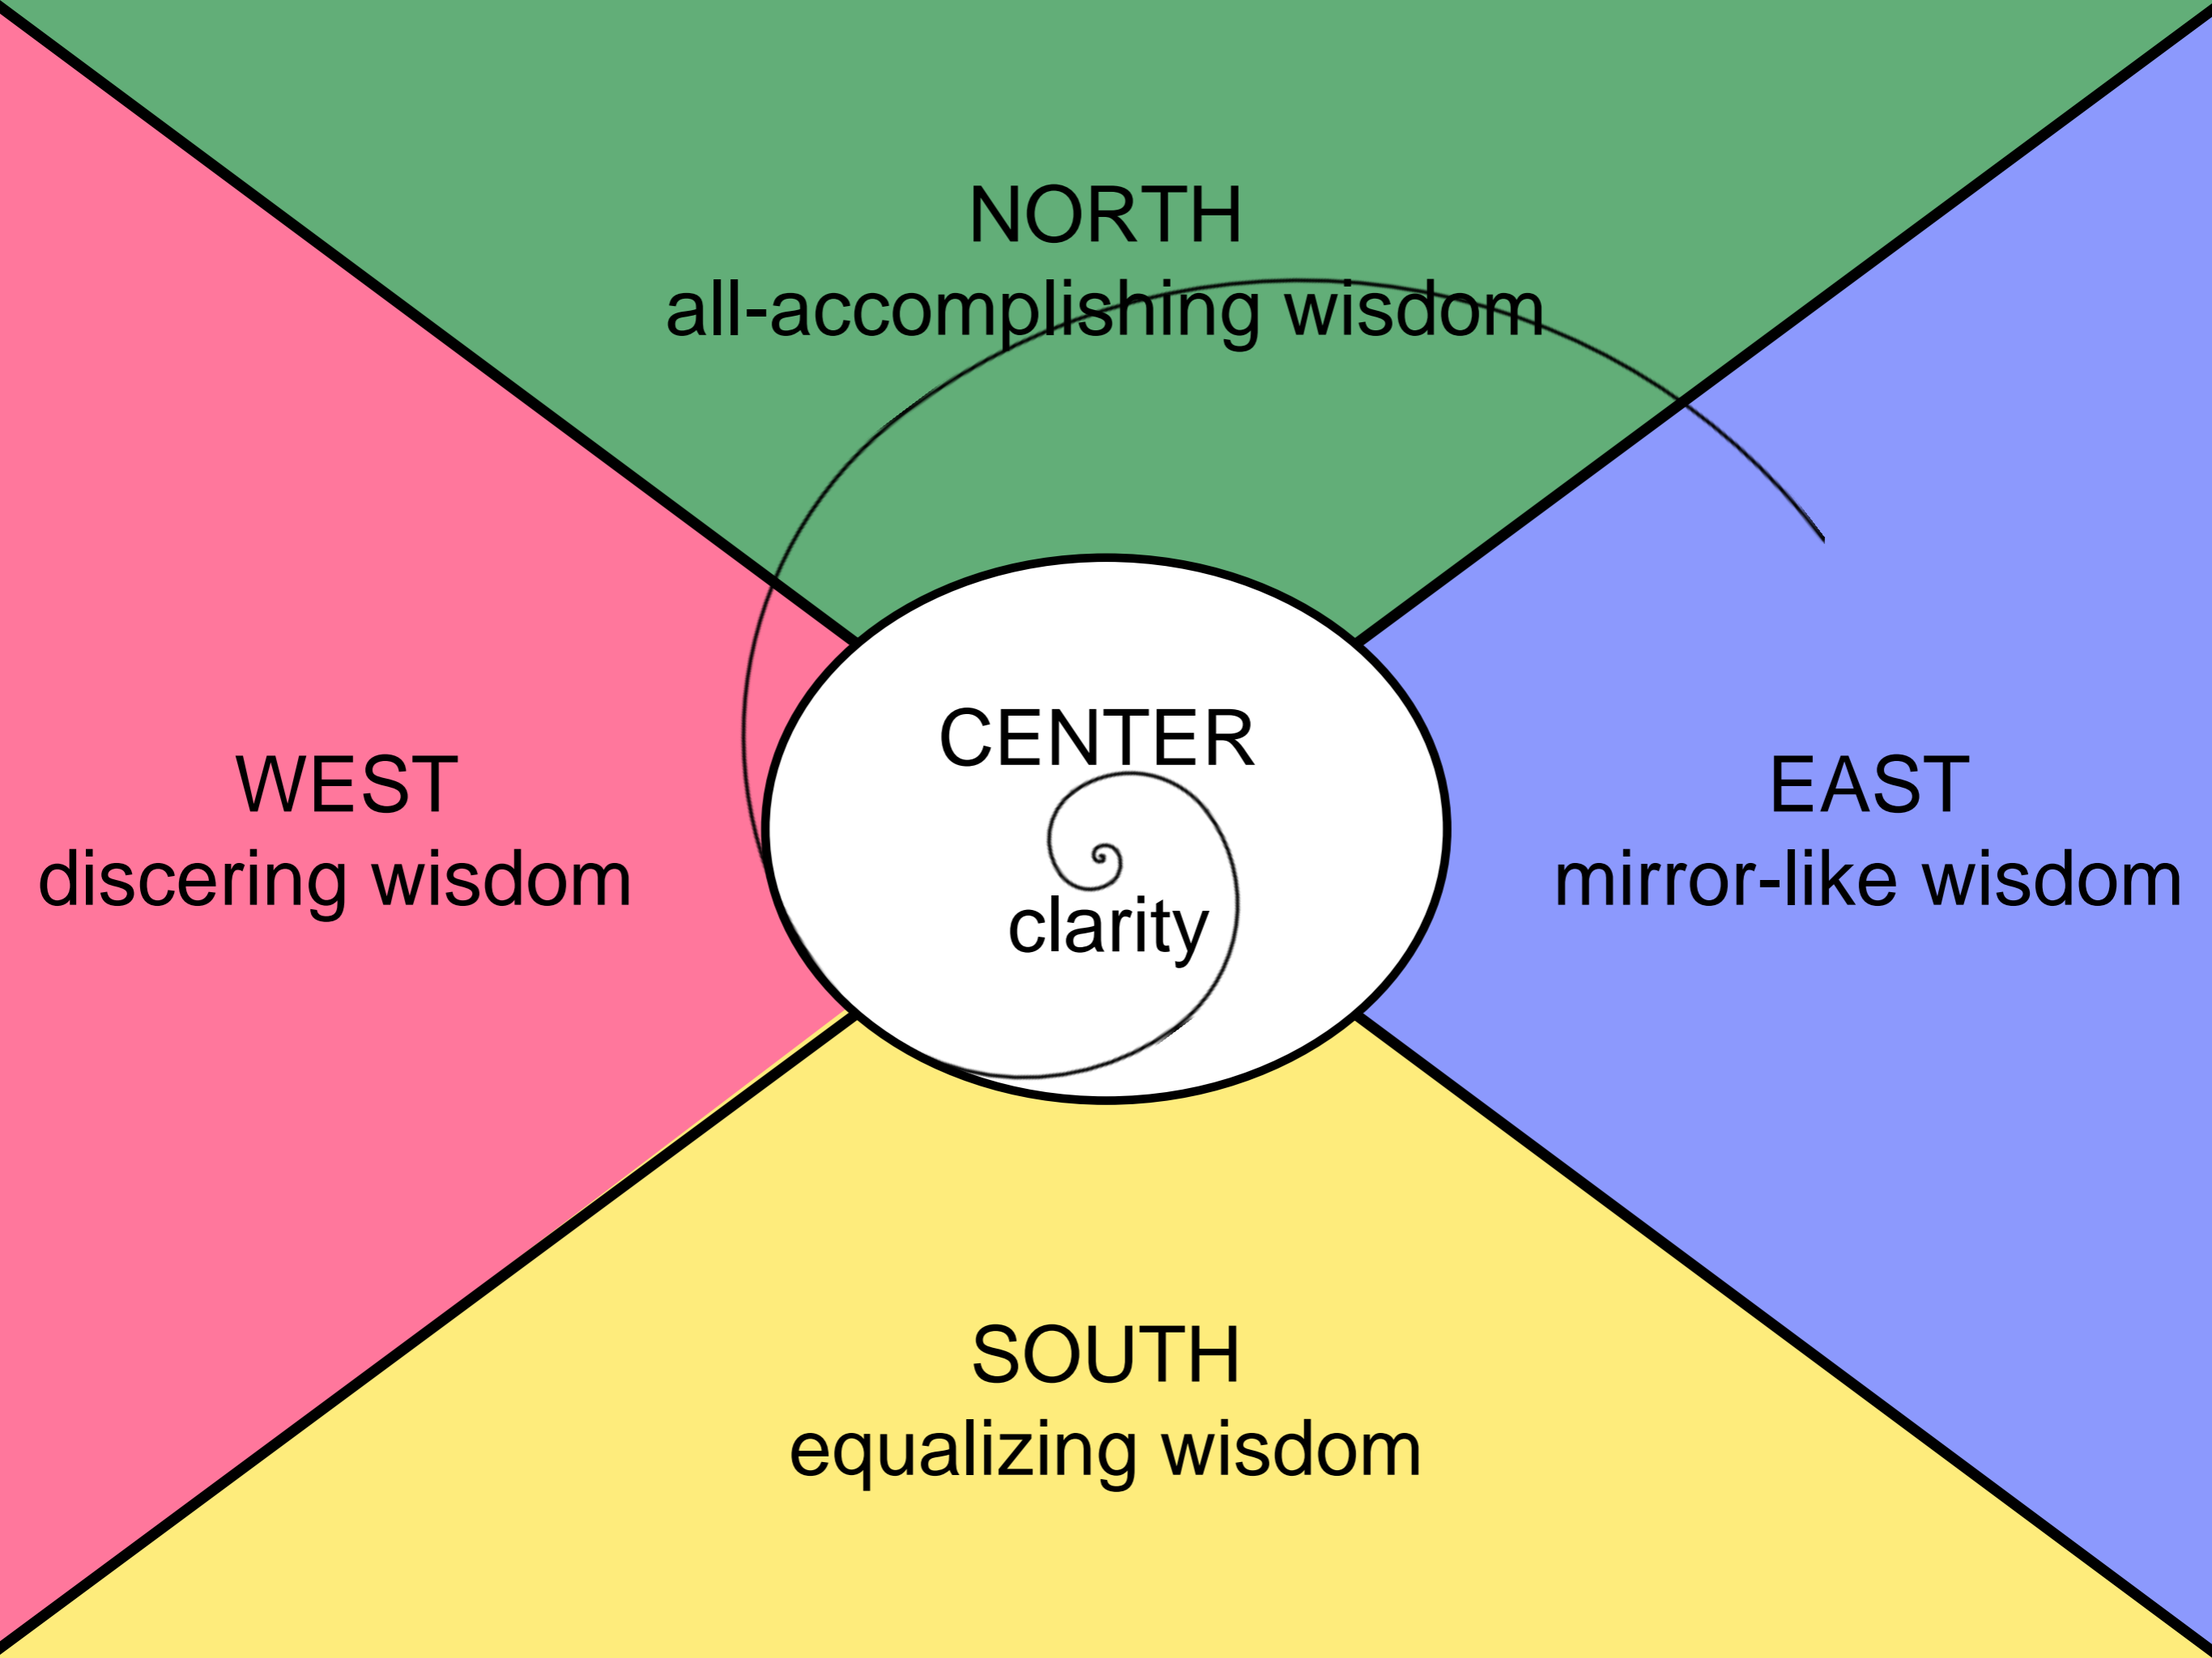 NORTH
all-accomplishing wisdom
WEST
discering wisdom
CENTER
clarity
EAST
mirror-like wisdom
SOUTH
equalizing wisdom